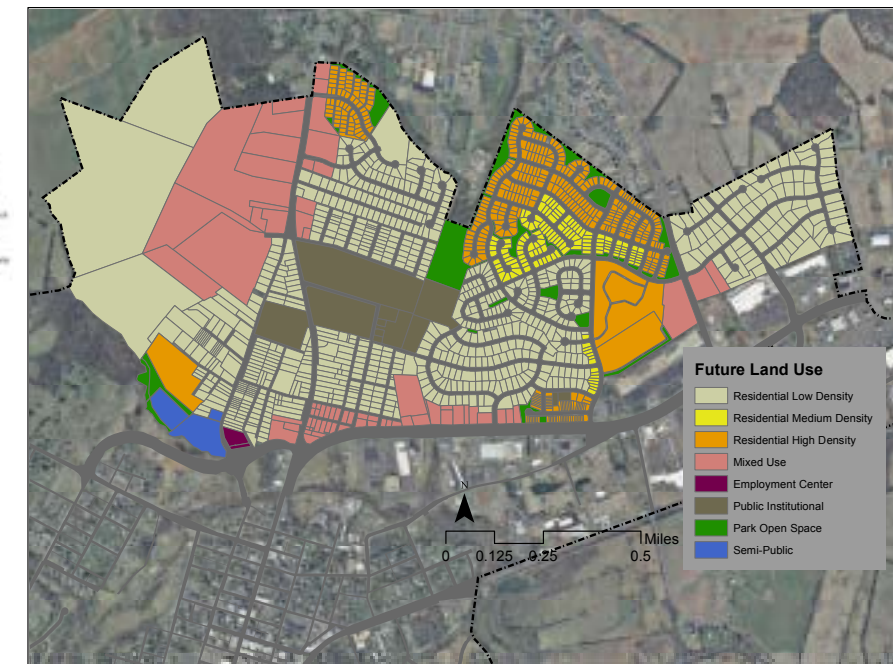 Future Land Use
Residential Low Density
Residential Medium Density
Residential High Density
Mixed Use
Employment Center
Public Institutional
Park Open Space
Semi-Public
N
Miles
0 0.125 0.25 0.5